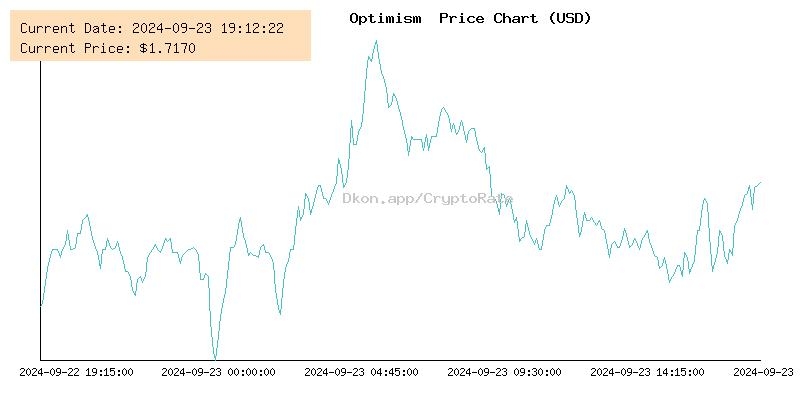 Optimism  Price Chart (USD)
Current Date: 2024-09-23 19:12:22
Current Price: $1.7170
Dkon.app/CryptoRate
2024-09-22 19:15:00
2024-09-23 00:00:00
2024-09-23 04:45:00
2024-09-23 09:30:00
2024-09-23 14:15:00
2024-09-23